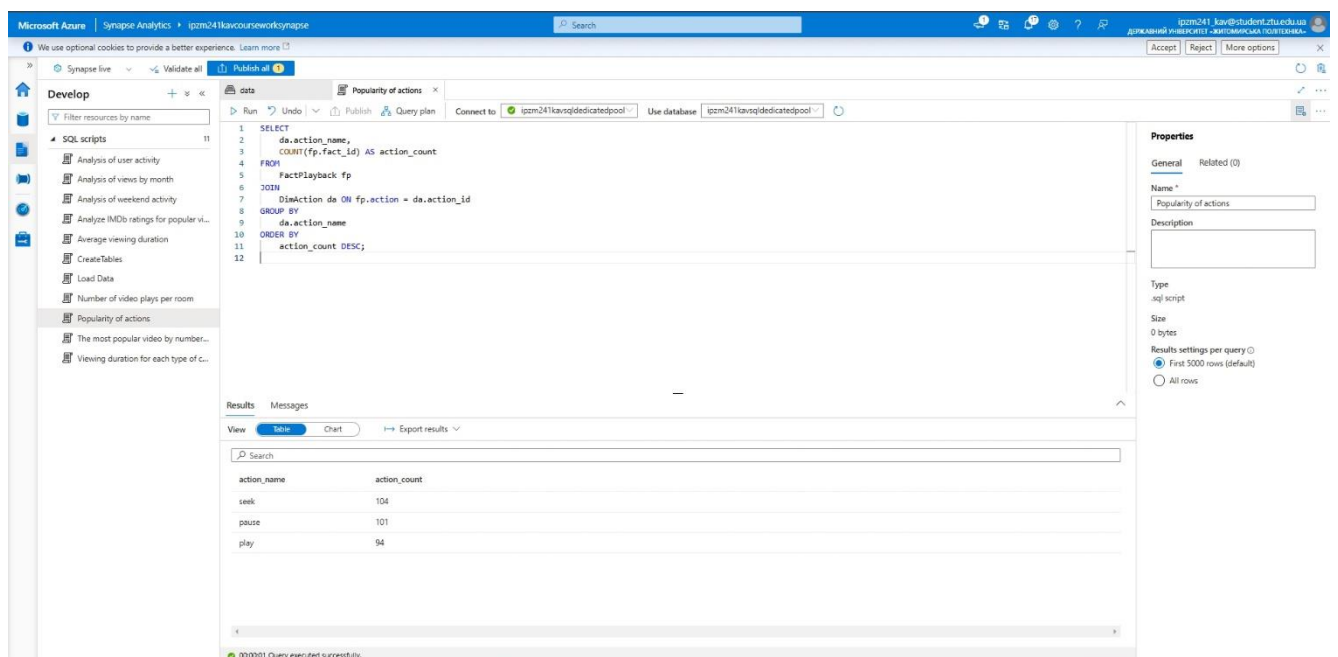 Microsoft Azure | Synapse Analytics ▸ ipzm241kavcourseworksynapse
Search
ipzm241_kav@student.ztu.edu.ua
ДЕРЖАВНИЙ УНІВЕРСИТЕТ «ЖИТОМИРСЬКА ПОЛІТЕХНІКА»
We use optional cookies to provide a better experience. Learn more
Accept Reject More options
Synapse live Validate all Publish all 1
Develop
Filter resources by name
SQL scripts 11
Analysis of user activity
Analysis of views by month
Analysis of weekend activity
Analyze IMDb ratings for popular vi...
Average viewing duration
CreateTables
Load Data
Number of video plays per room
Popularity of actions
The most popular video by number...
Viewing duration for each type of c...
data Popularity of actions
Run Undo Publish Query plan Connect to ipzm241kavsqldedicatedpool Use database ipzm241kavsqldedicatedpool
1 SELECT
2 da.action_name,
3 COUNT(fp.fact_id) AS action_count
4 FROM
5 FactPlayback fp
6 JOIN
7 DimAction da ON fp.action = da.action_id
8 GROUP BY
9 da.action_name
10 ORDER BY
11 action_count DESC;
12
Results Messages
View Table Chart Export results
Search
action_name action_count
seek 104
pause 101
play 94
00:00:01 Query executed successfully.
Properties
General Related (0)
Name *
Popularity of actions
Description
Type
.sql script
Size
0 bytes
Results settings per query
First 5000 rows (default)
All rows